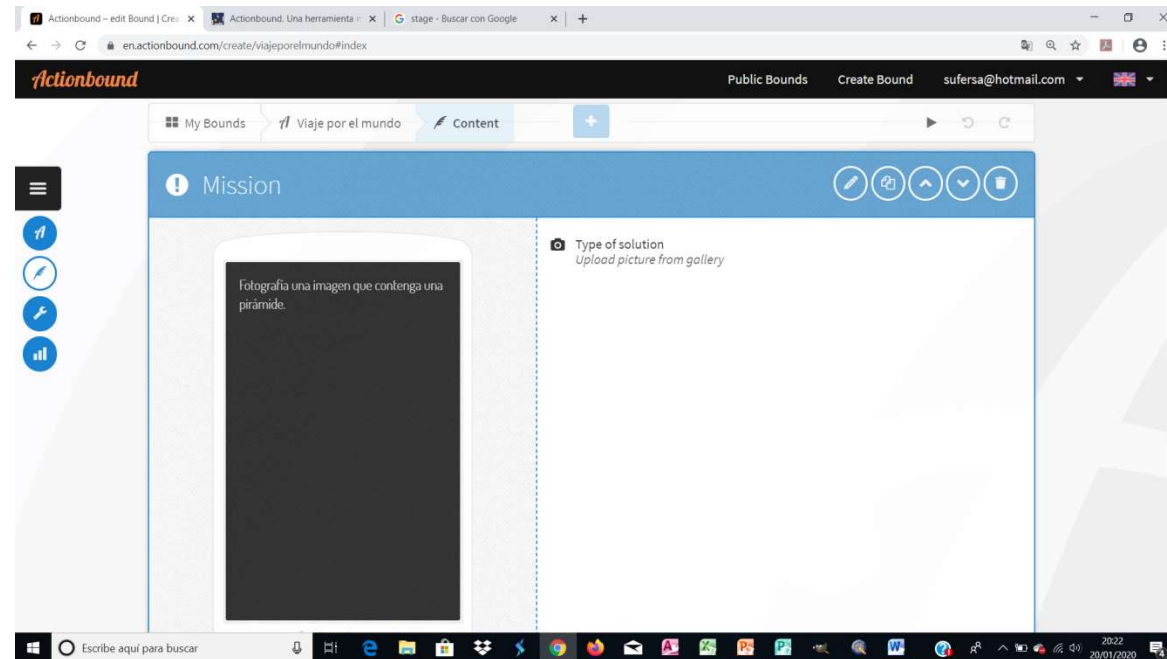 Actionbound – edit Bound | Crea
Actionbound. Una herramienta
stage - Buscar con Google
en.actionbound.com/create/viajeporelmundo#index
Actionbound
Public Bounds
Create Bound
sufersa@hotmail.com
My Bounds
Viaje por el mundo
Content
Mission
Type of solution
Upload picture from gallery
Fotografía una imagen que contenga una
pirámide.
Escribe aquí para buscar
20:22
20/01/2020